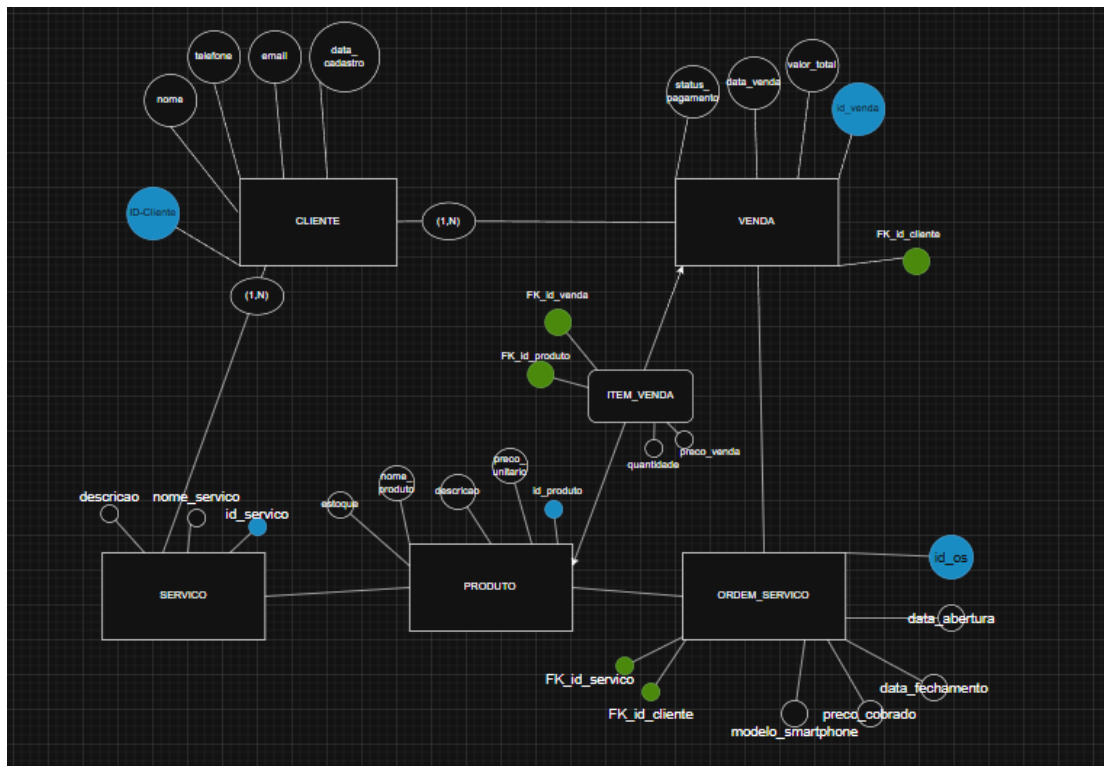 data_
cadastro
telefone
email
nome
valor_total
status_
pagamento
data_venda
id_venda
ID-Cliente
CLIENTE
(1,N)
VENDA
FK_id_cliente
(1,N)
FK_id_venda
FK_id_produto
ITEM_VENDA
quantidade
preco_venda
preco_
unitario
nome_
produto
descricao
id_produto
estoque
descricao
nome_servico
id_servico
SERVICO
PRODUTO
ORDEM_SERVICO
id_os
data_abertura
FK_id_servico
FK_id_cliente
data_fechamento
preco_cobrado
modelo_smartphone